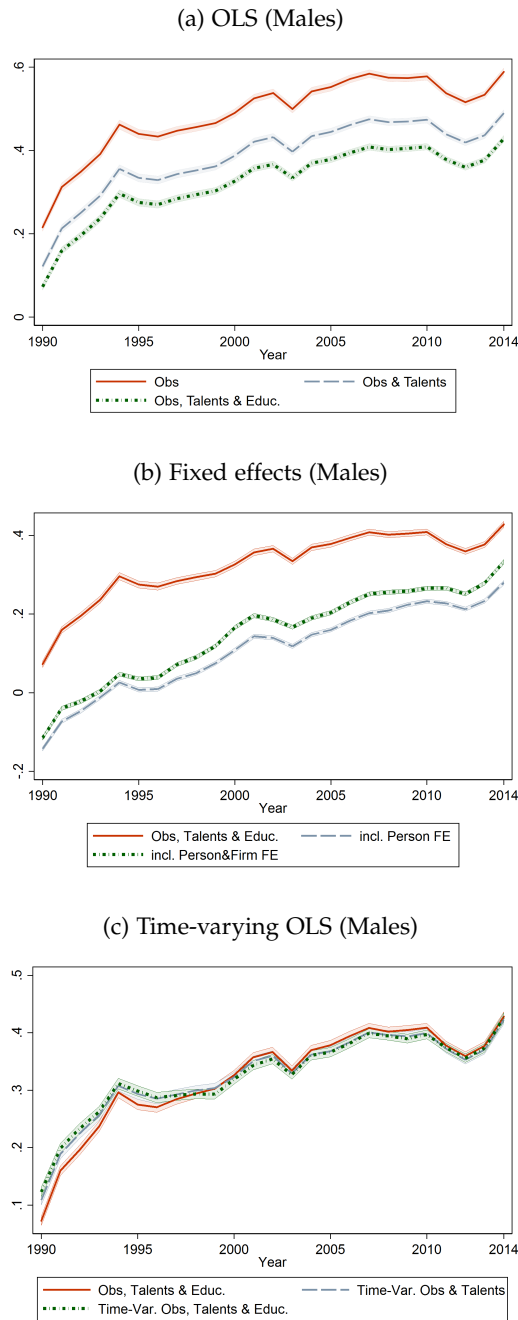 (a) OLS (Males)
.6
.4
.2
0
1990 1995 2000 2005 2010 2014
Year
Obs Obs & Talents
Obs, Talents & Educ.
(b) Fixed effects (Males)
.4
.2
0
-.2
1990 1995 2000 2005 2010 2014
Year
Obs, Talents & Educ. incl. Person FE
incl. Person&Firm FE
(c) Time-varying OLS (Males)
.5
.4
.3
.2
.1
1990 1995 2000 2005 2010 2014
Year
Obs, Talents & Educ. Time-Var. Obs & Talents
Time-Var. Obs, Talents & Educ.